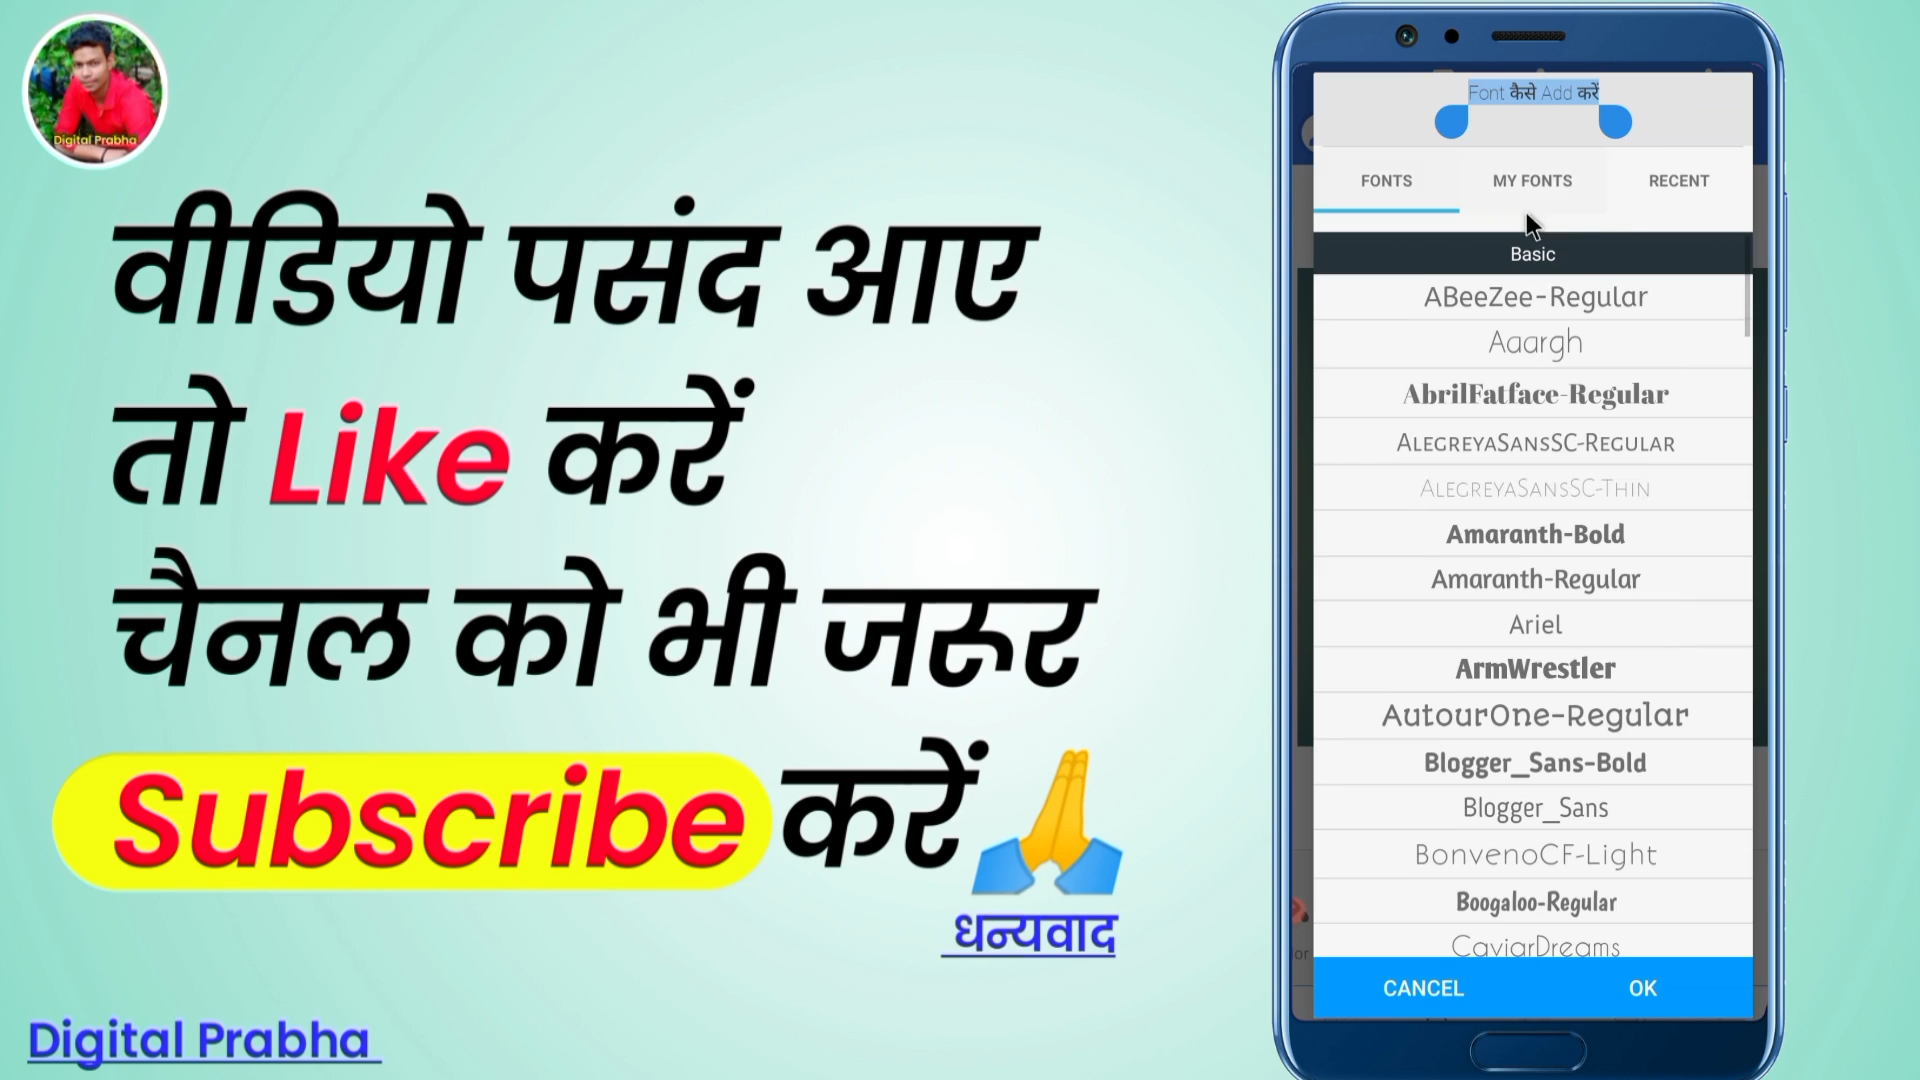 Digital Prabha
वीडियो पसंद आए
तो Like करें
चैनल को भी जरूर
Subscribe करें
धन्यवाद
Digital Prabha
Font कैसे Add करें
FONTS MY FONTS RECENT
Basic
ABeeZee-Regular
Aaargh
AbrilFatface-Regular
AlegreyaSansSC-Regular
AlegreyaSansSC-Thin
Amaranth-Bold
Amaranth-Regular
Ariel
ArmWrestler
AutourOne-Regular
Blogger_Sans-Bold
Blogger_Sans
BonvenoCF-Light
Boogaloo-Regular
CaviarDreams
CANCEL OK